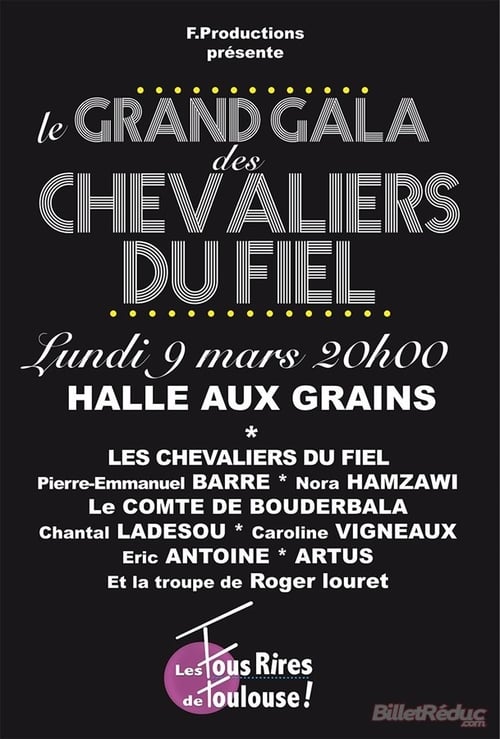 F.Productions
présente
le GRAND GALA
des
CHEVALIERS
DU FIEL
Lundi 9 mars 20h00
HALLE AUX GRAINS
*
LES CHEVALIERS DU FIEL
Pierre-Emmanuel BARRE * Nora HAMZAWI
Le COMTE DE BOUDERBALA
Chantal LADESOU * Caroline VIGNEAUX
Eric ANTOINE * ARTUS
Et la troupe de Roger louret
Les Fous Rires
de Toulouse !
BilletRéduc.com